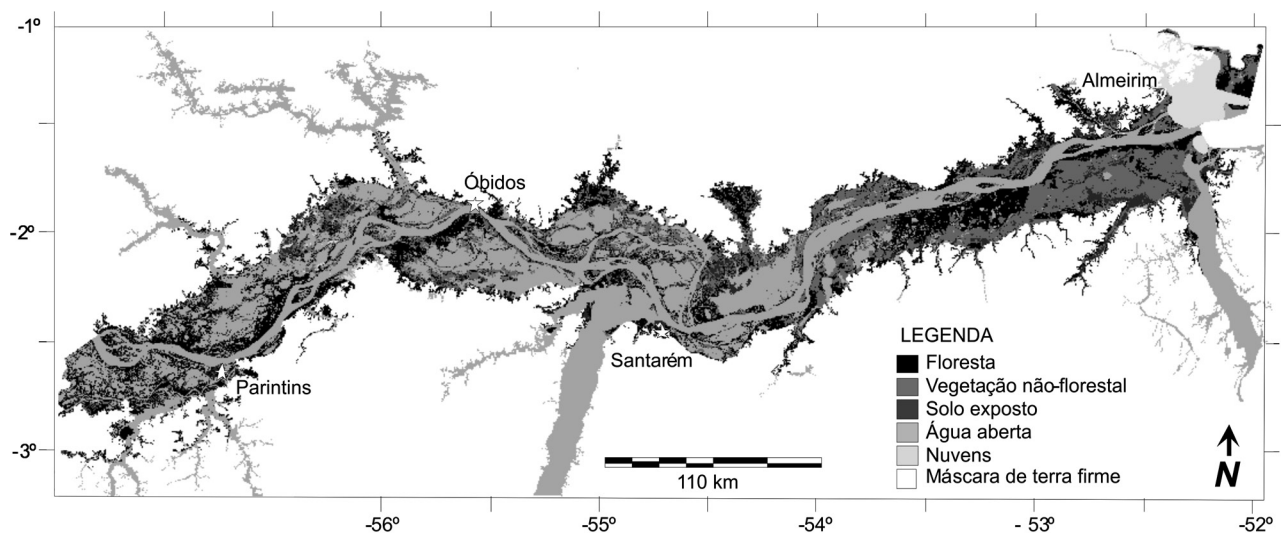 -1º
Almeirim
Óbidos
-2º
Santarém
Parintins
-3º
110 km
LEGENDA
Floresta
Vegetação não-florestal
Solo exposto
Água aberta
Nuvens
Máscara de terra firme
N
-56º
-55º
-54º
- 53º
-52º